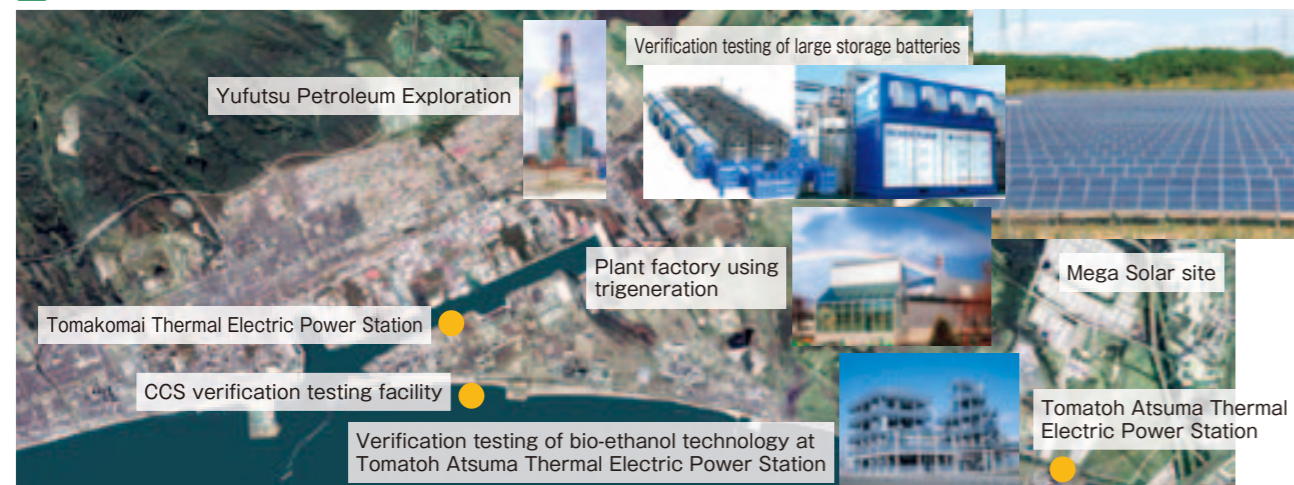 Verification testing of large storage batteries
Yufutsu Petroleum Exploration
Plant factory using
trigeneration
Mega Solar site
Tomakomai Thermal Electric Power Station
CCS verification testing facility
Tomatoh Atsuma Thermal
Electric Power Station
Verification testing of bio-ethanol technology at
Tomatoh Atsuma Thermal Electric Power Station